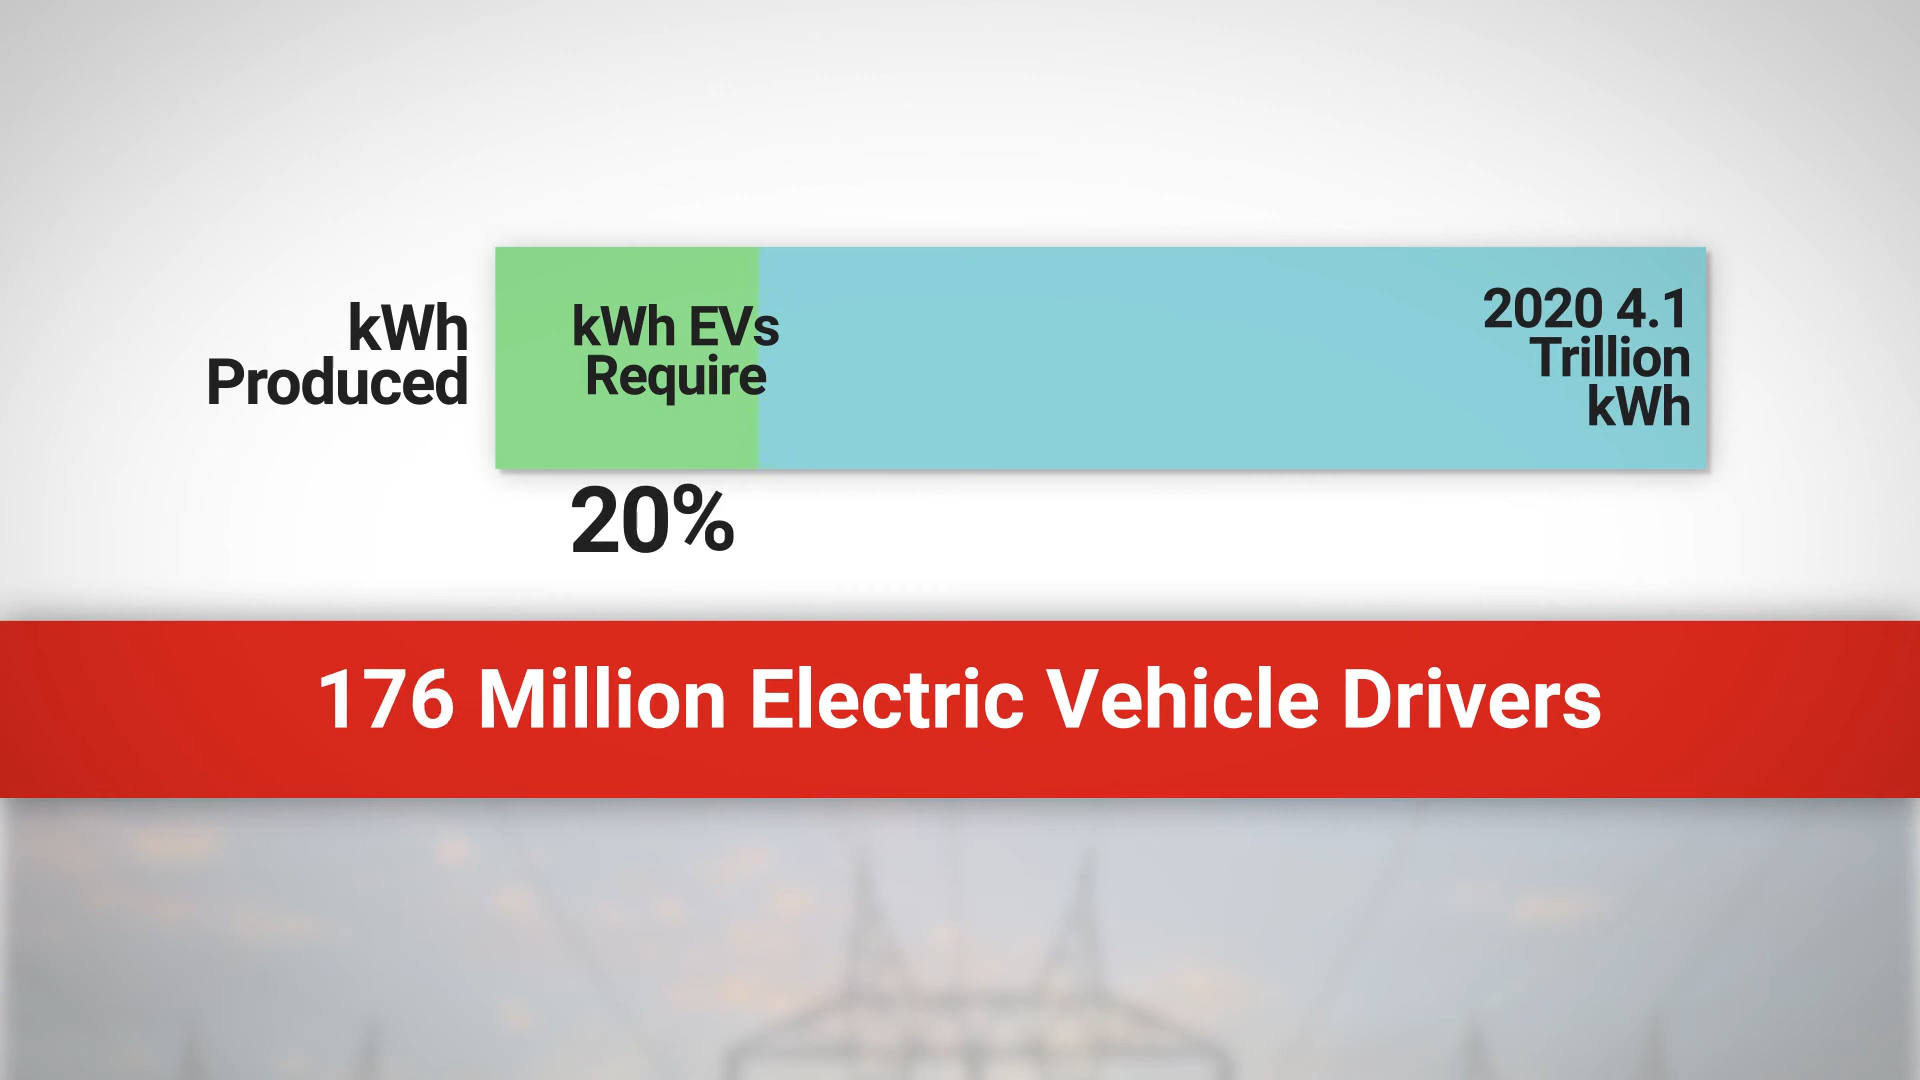 kWh
Produced
kWh EVs
Require
2020 4.1
Trillion
kWh
20%
176 Million Electric Vehicle Drivers